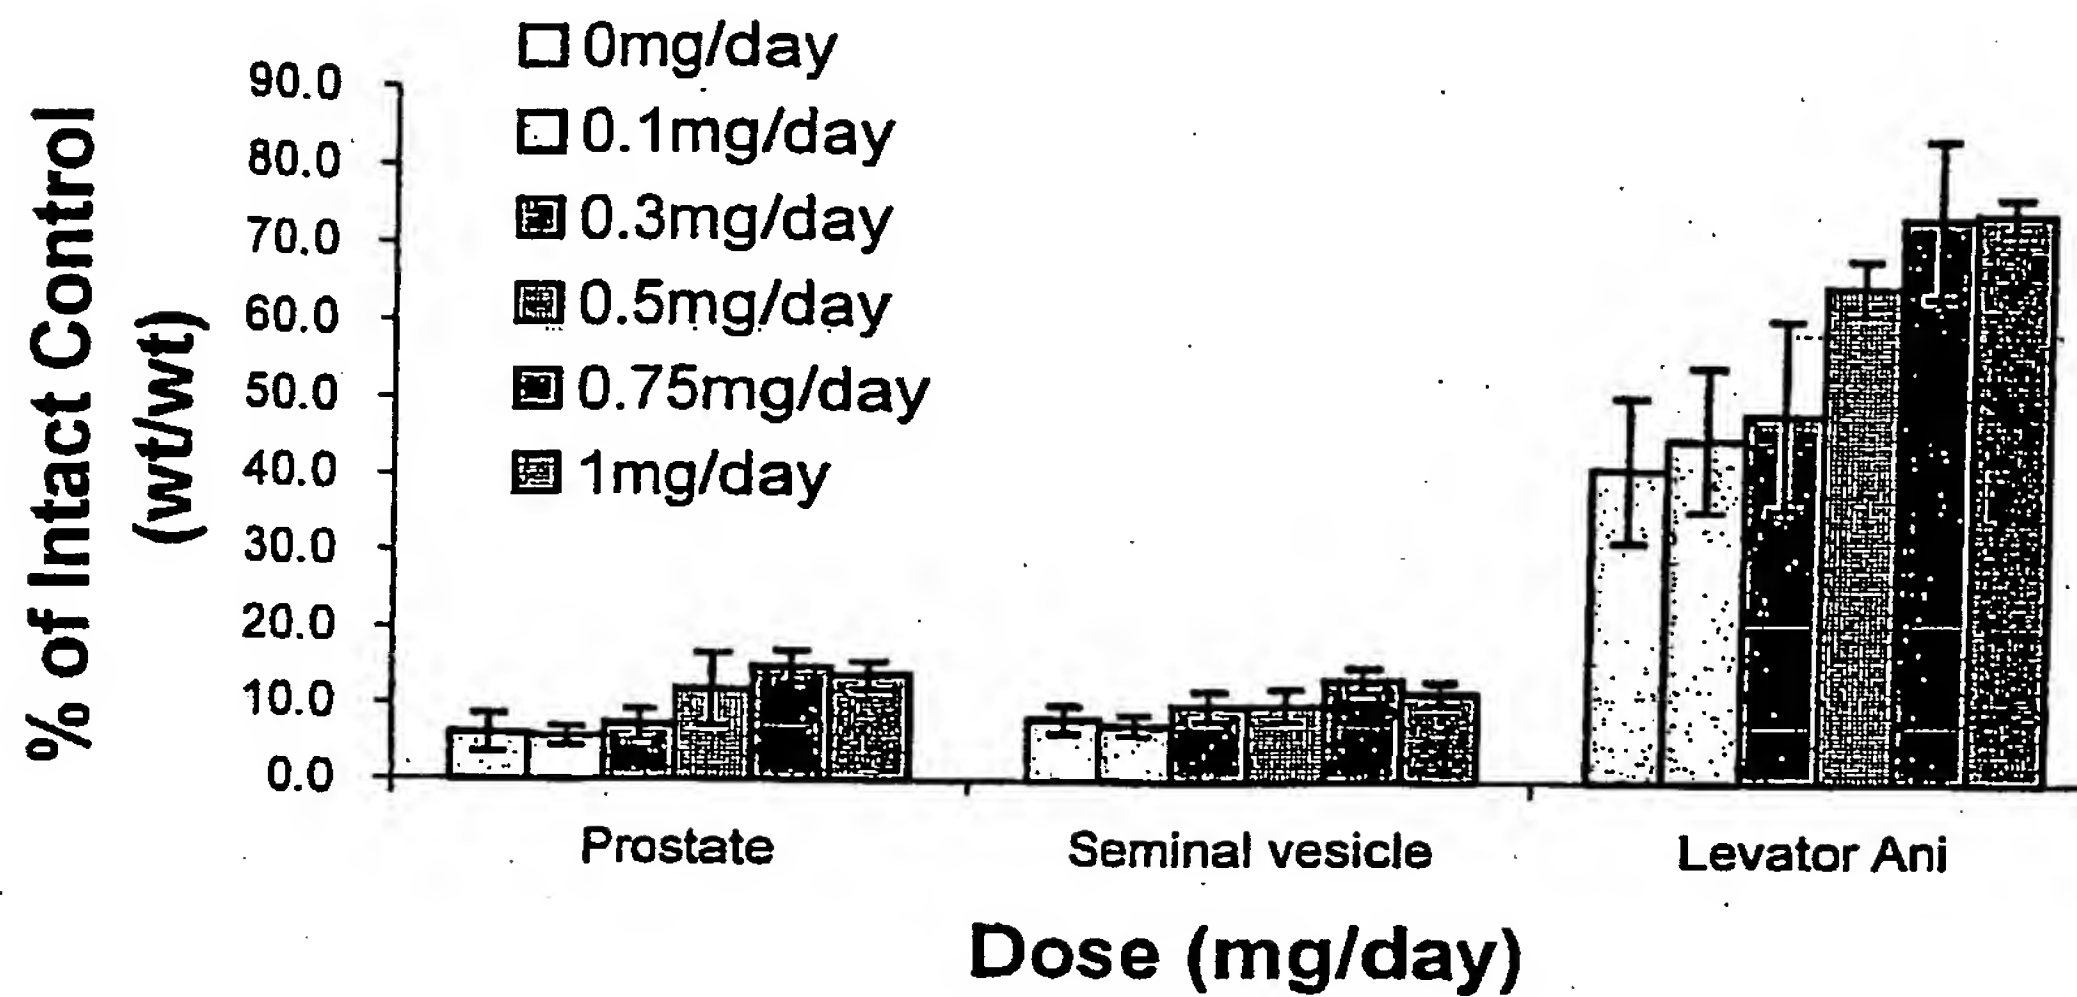 0mg/day
0.1mg/day
0.3mg/day
0.5mg/day
0.75mg/day
1mg/day
% of Intact Control
(wt/wt)
90.0
80.0
70.0
60.0
50.0
40.0
30.0
20.0
10.0
0.0
Prostate
Seminal vesicle
Levator Ani
Dose (mg/day)